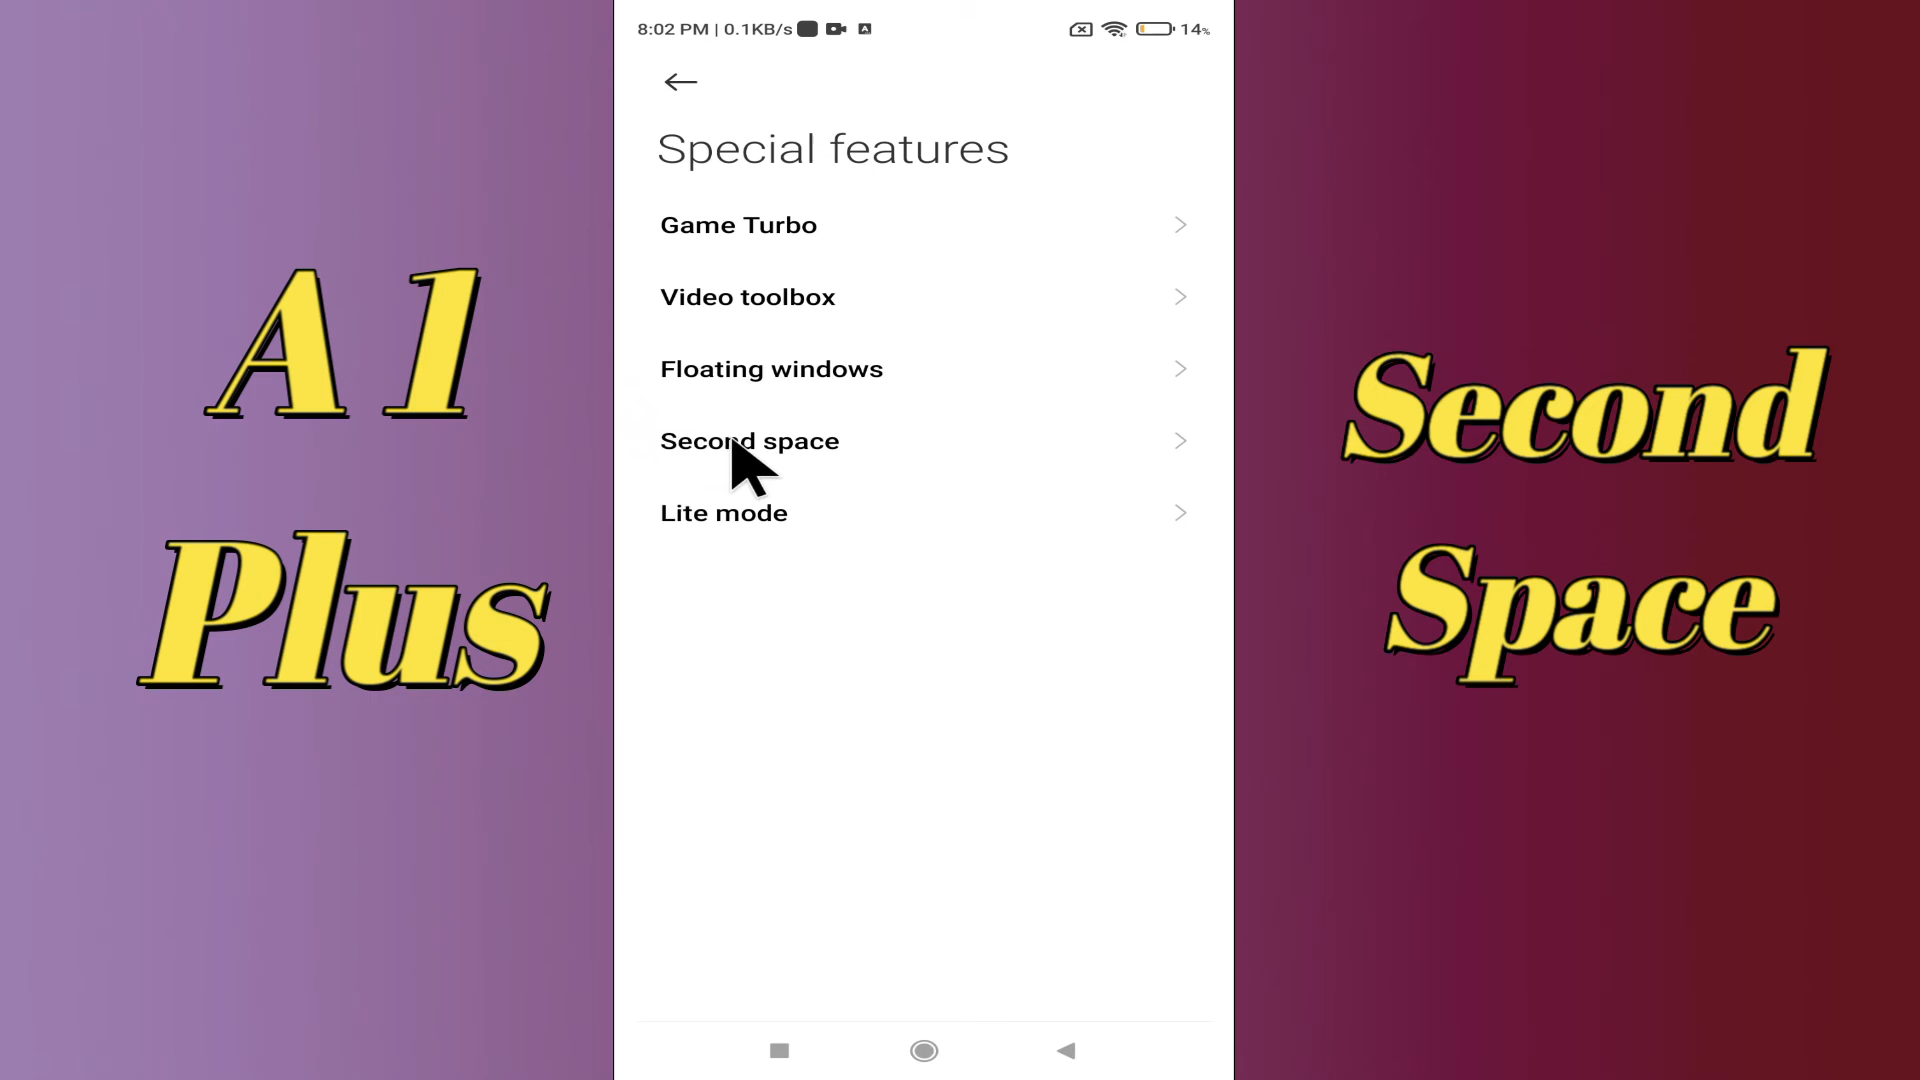 8:02 PM | 0.1KB/s
14%
Special features
Game Turbo
Video toolbox
Floating windows
Second space
Lite mode
A 1
Plus
Second
Space